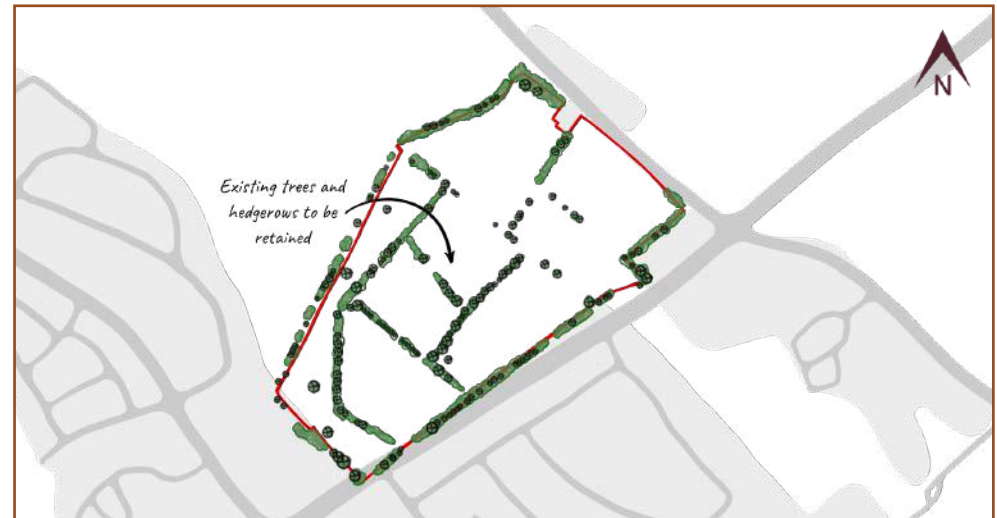 N
Existing trees and
hedgerows to be
retained